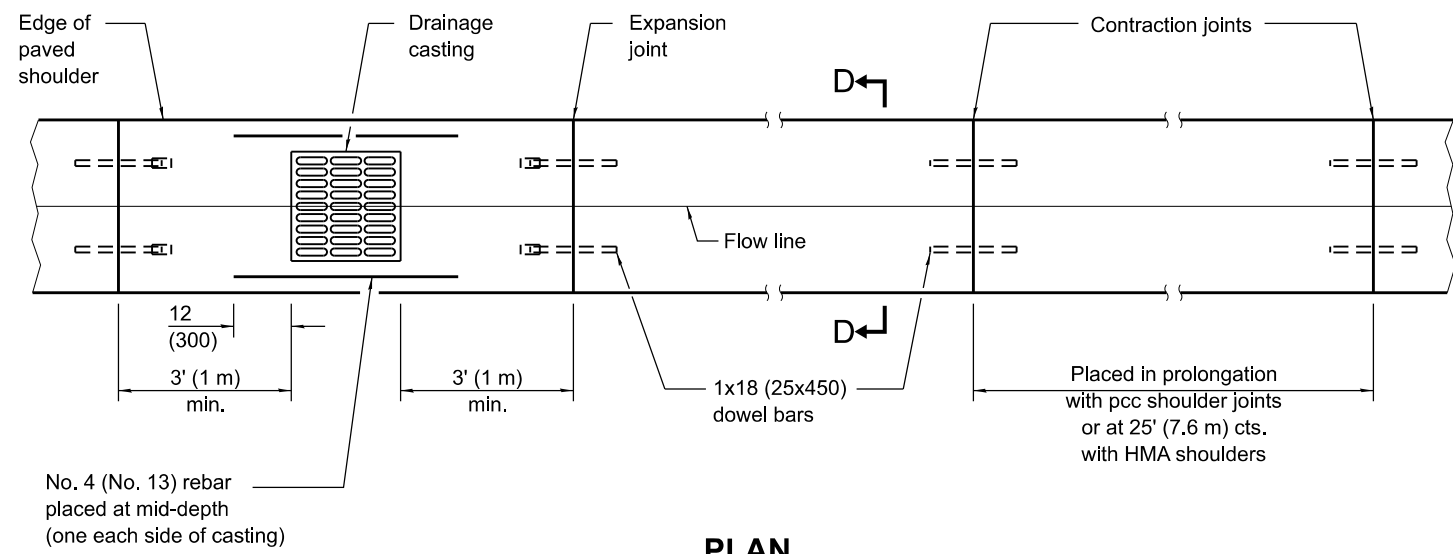 Edge of
paved
shoulder
Drainage
casting
Expansion
joint
Contraction joints
D
Flow line
D
12
(300)
3' (1 m)
min.
3' (1 m)
min.
1x18 (25x450)
dowel bars
Placed in prolongation
with pcc shoulder joints
or at 25' (7.6 m) cts.
with HMA shoulders
No. 4 (No. 13) rebar
placed at mid-depth
(one each side of casting)
PLAN